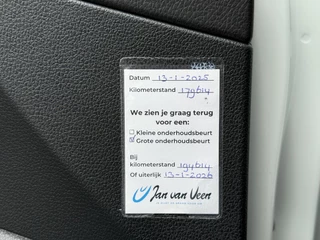 Datum 13-1-2025
Kilometerstand 179614
We zien je graag terug
voor een:
Kleine onderhoudsbeurt
Grote onderhoudsbeurt
Bij
kilometerstand 194614
Of uiterlijk 13-1-2026
Jan van Veen